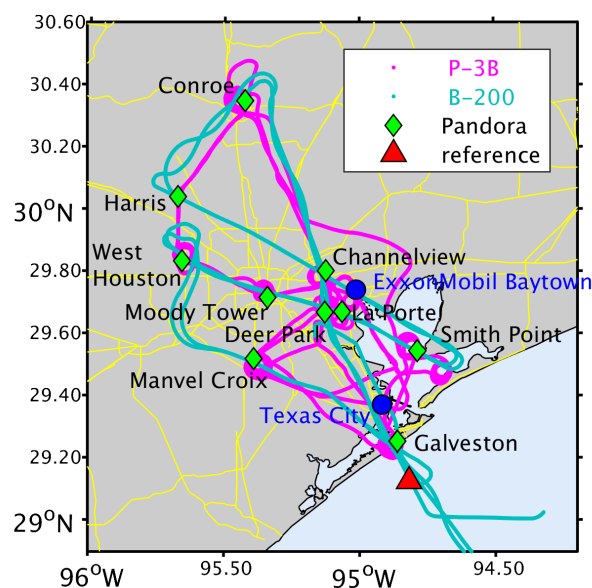 30.60
30.40
30.20
30°N
29.80
29.60
29.40
29.20
29°N
96°W
95.50
95°W
94.50
P-3B
B-200
Pandora
reference
Conroe
Harris
West
Houston
Channelview
ExxonMobil Baytown
Moody Tower
La Porte
Deer Park
Smith Point
Manvel Croix
Texas City
Galveston